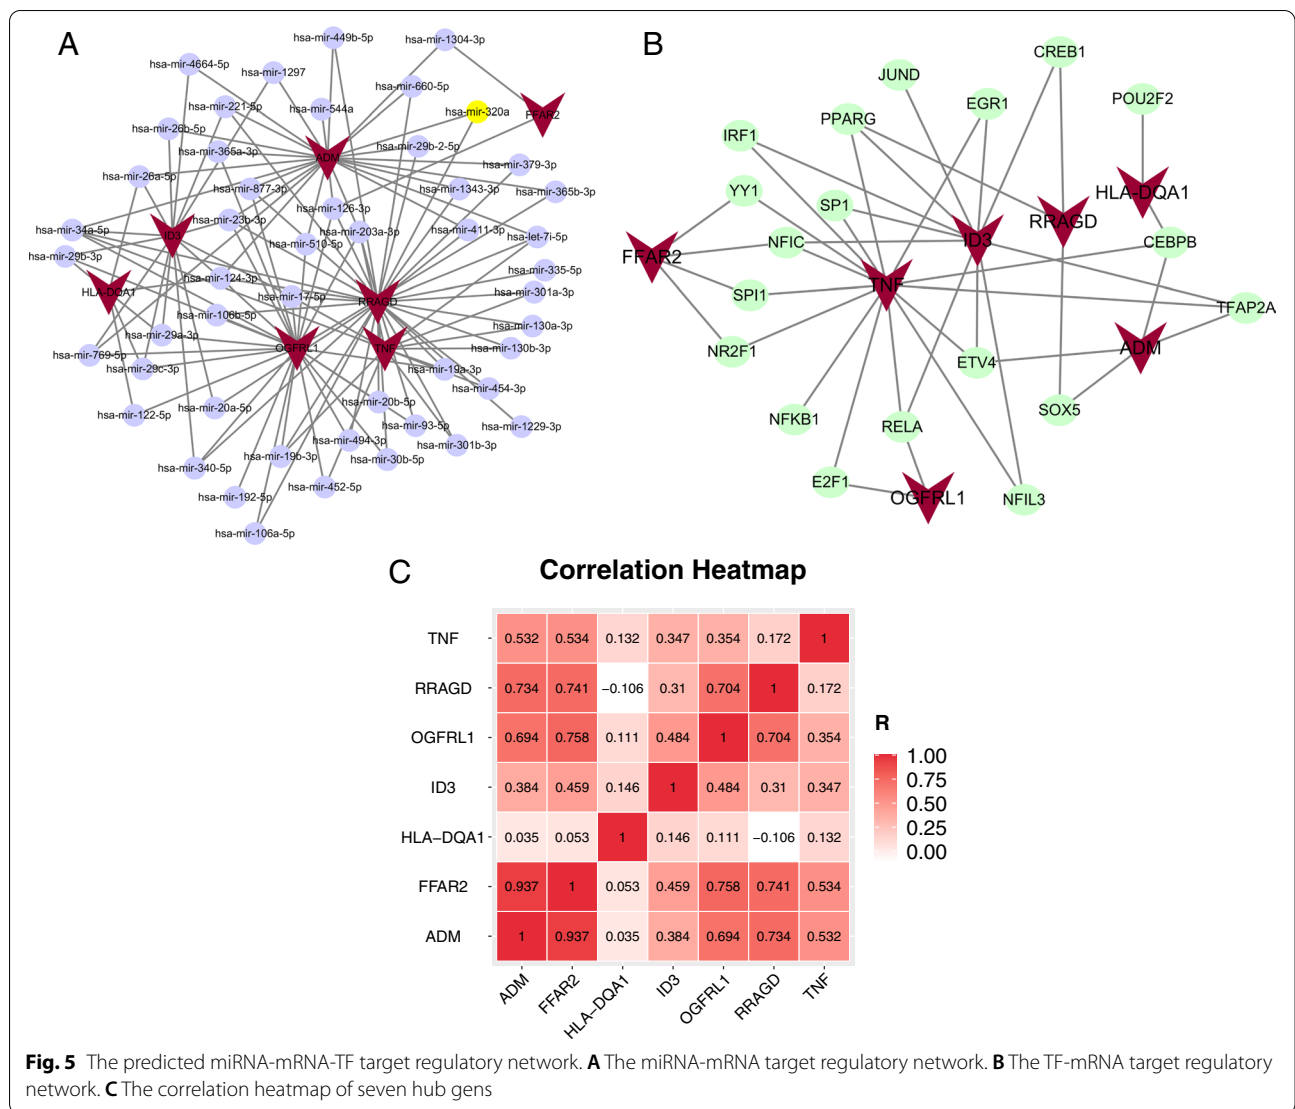 A
hsa-mir-449b-5p
hsa-mir-1304-3p
hsa-mir-4664-5p
hsa-mir-1297
hsa-mir-660-5p
hsa-mir-221-5p
hsa-mir-544a
hsa-mir-320a
FFAR2
hsa-mir-26b-5p
hsa-mir-365a-3p
ADM
hsa-mir-29b-2-5p
hsa-mir-379-3p
hsa-mir-26a-5p
hsa-mir-877-3p
hsa-mir-1343-3p
hsa-mir-365b-3p
hsa-mir-126-3p
hsa-mir-23b-3p
hsa-mir-34a-5p
ID3
hsa-mir-203a-3p
hsa-mir-411-3p
hsa-let-7i-5p
hsa-mir-510-5p
hsa-mir-29b-3p
hsa-mir-335-5p
hsa-mir-124-3p
HLA-DQA1
hsa-mir-17-5p
RRAGD
hsa-mir-301a-3p
hsa-mir-106b-5p
hsa-mir-130a-3p
hsa-mir-29a-3p
OGFRL1
TNF
hsa-mir-130b-3p
hsa-mir-769-5p
hsa-mir-29c-3p
hsa-mir-19a-3p
hsa-mir-454-3p
hsa-mir-122-5p
hsa-mir-20a-5p
hsa-mir-20b-5p
hsa-mir-93-5p
hsa-mir-1229-3p
hsa-mir-494-3p
hsa-mir-301b-3p
hsa-mir-340-5p
hsa-mir-19b-3p
hsa-mir-30b-5p
hsa-mir-192-5p
hsa-mir-452-5p
hsa-mir-106a-5p
B
CREB1
JUND
EGR1
POU2F2
PPARG
IRF1
YY1
SP1
HLA-DQA1
RRAGD
FFAR2
NFIC
ID3
CEBPB
TNF
SPI1
TFAP2A
NR2F1
ETV4
ADM
NFKB1
RELA
SOX5
E2F1
OGFRL1
NFIL3
C
Correlation Heatmap
TNF 0.532 0.534 0.132 0.347 0.354 0.172 1
RRAGD 0.734 0.741 −0.106 0.31 0.704 1 0.172
OGFRL1 0.694 0.758 0.111 0.484 1 0.704 0.354
ID3 0.384 0.459 0.146 1 0.484 0.31 0.347
HLA−DQA1 0.035 0.053 1 0.146 0.111 −0.106 0.132
FFAR2 0.937 1 0.053 0.459 0.758 0.741 0.534
ADM 1 0.937 0.035 0.384 0.694 0.734 0.532
ADM FFAR2 HLA−DQA1 ID3 OGFRL1 RRAGD TNF
R
1.00
0.75
0.50
0.25
0.00
Fig. 5 The predicted miRNA-mRNA-TF target regulatory network. A The miRNA-mRNA target regulatory network. B The TF-mRNA target regulatory
network. C The correlation heatmap of seven hub gens